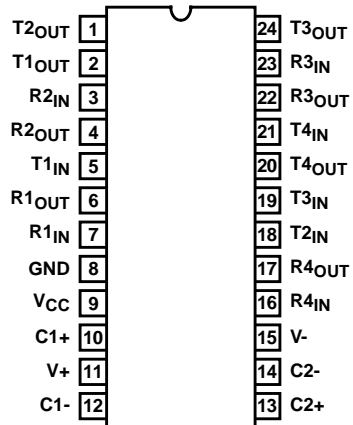 T2OUT 1 24 T3OUT
T1OUT 2 23 R3IN
R2IN 3 22 R3OUT
R2OUT 4 21 T4IN
T1IN 5 20 T4OUT
R1OUT 6 19 T3IN
R1IN 7 18 T2IN
GND 8 17 R4OUT
VCC 9 16 R4IN
C1+ 10 15 V-
V+ 11 14 C2-
C1- 12 13 C2+